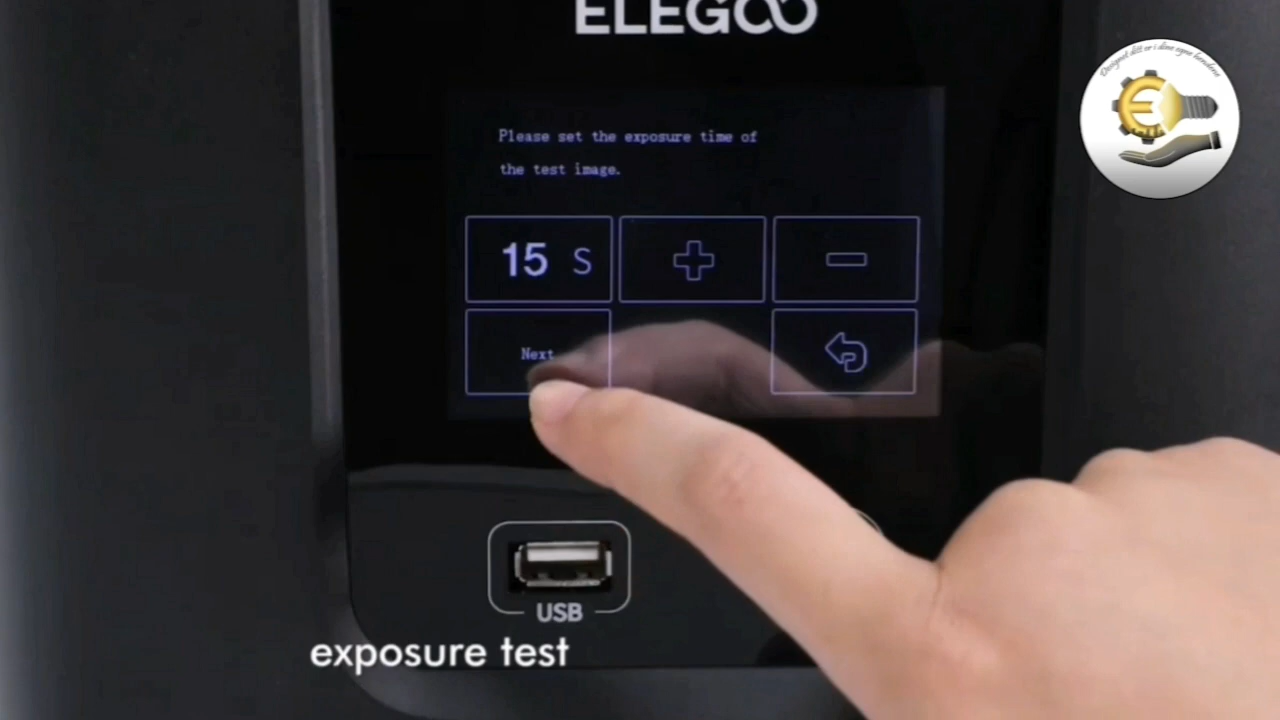 ELEGOO
Please set the exposure time of
the test image.
15 S
Next
USB
exposure test